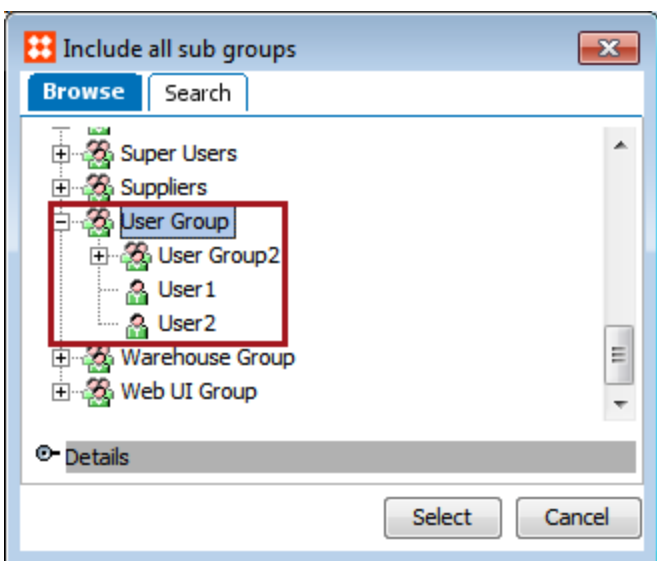 Include all sub groups
Browse Search
Super Users
Suppliers
User Group
User Group2
User1
User2
Warehouse Group
Web UI Group
Details
Select Cancel